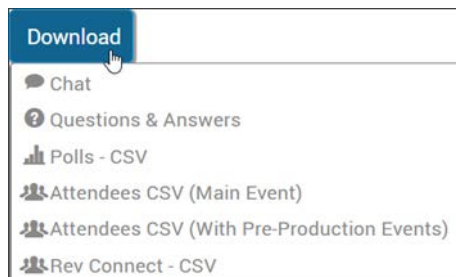 Download
Chat
Questions & Answers
Polls - CSV
Attendees CSV (Main Event)
Attendees CSV (With Pre-Production Events)
Rev Connect - CSV